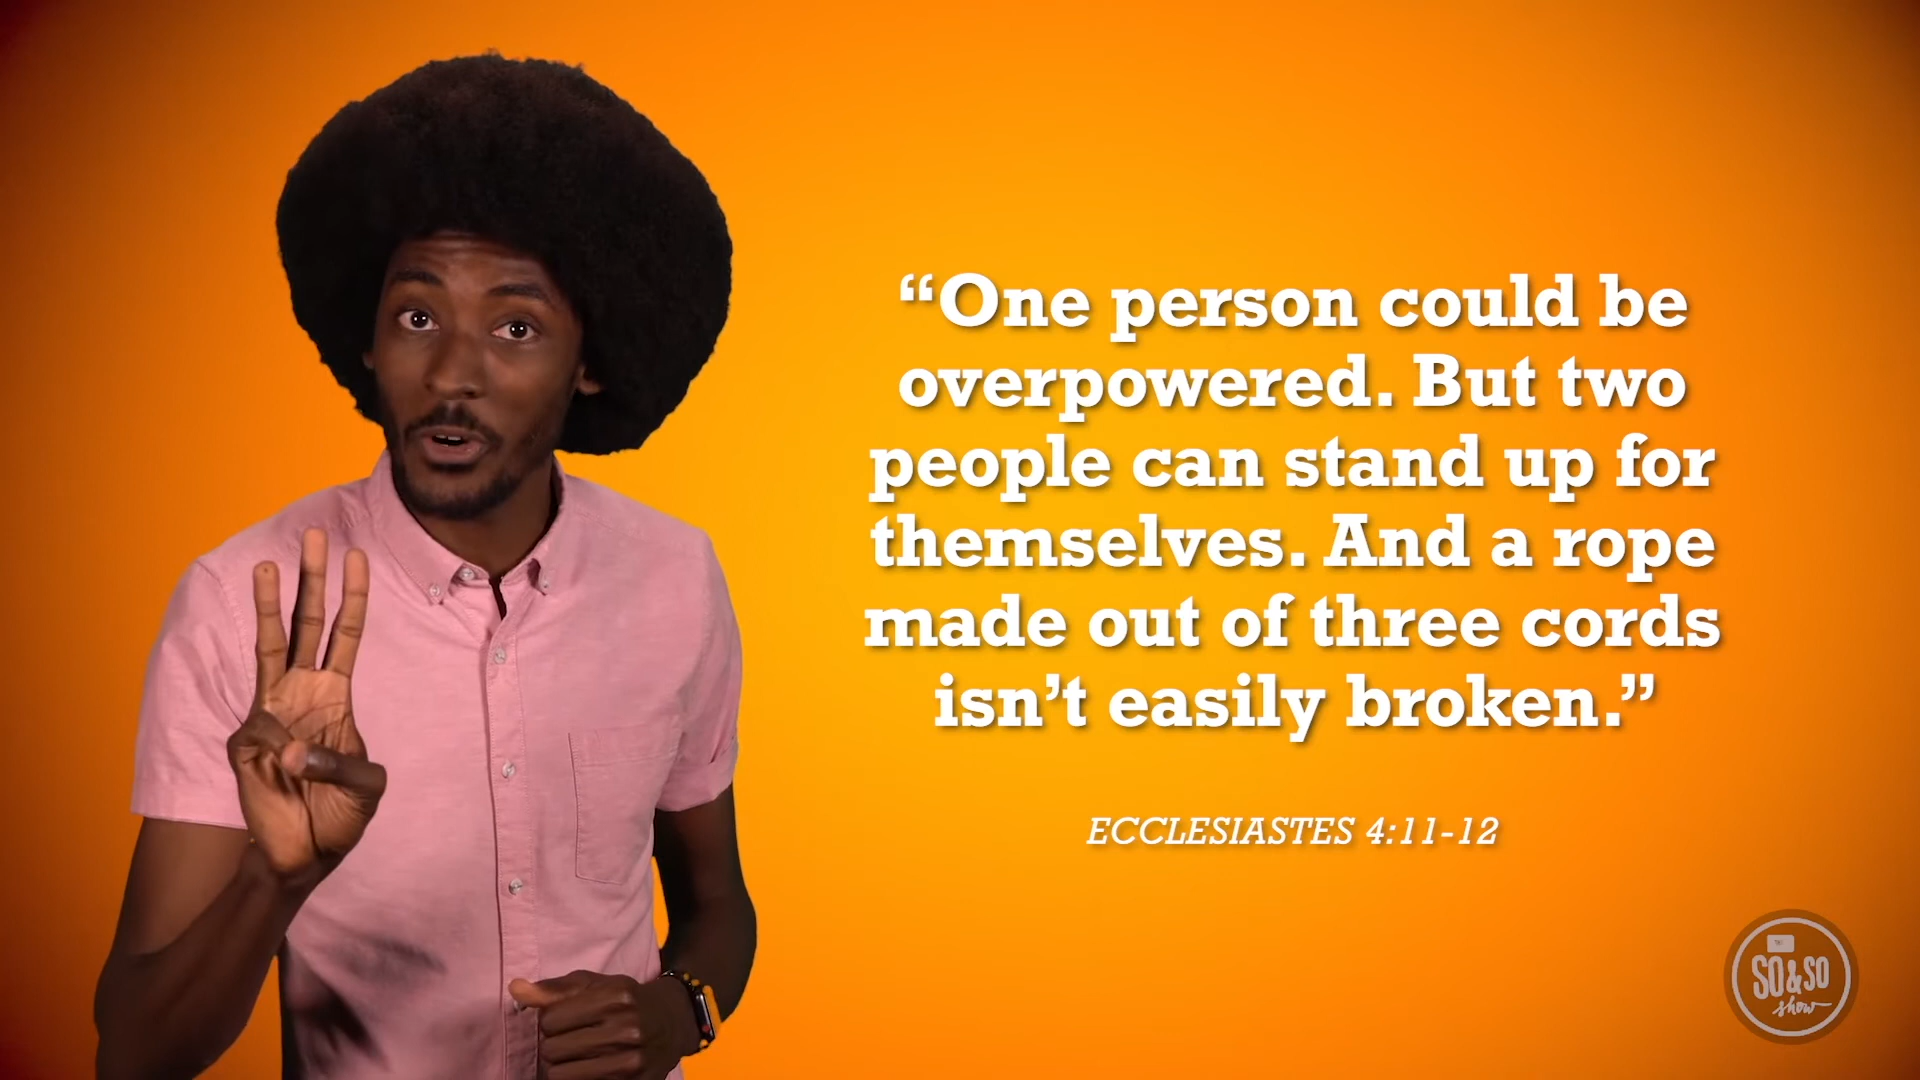 “One person could be
overpowered. But two
people can stand up for
themselves. And a rope
made out of three cords
isn’t easily broken.”
ECCLESIASTES 4:11-12
THE
SO&SO
show